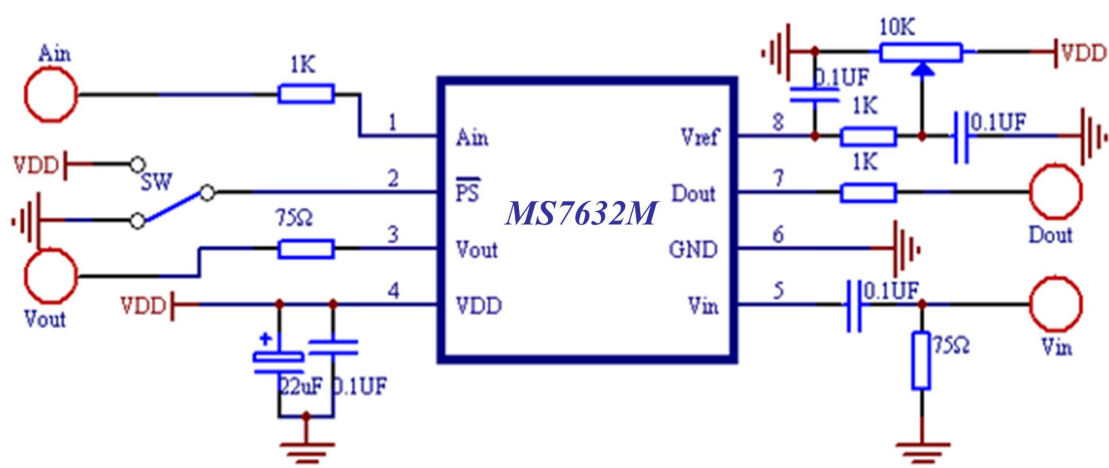 Ain
1K
10K
VDD
0.1UF
1K
0.1UF
1
Ain
Vref
8
VDD
SW
1K
2
PS
Dout
7
MS7632M
75Ω
Dout
3
Vout
GND
6
Vout
VDD
4
VDD
Vin
5
0.1UF
Vin
75Ω
+
22uF
0.1UF